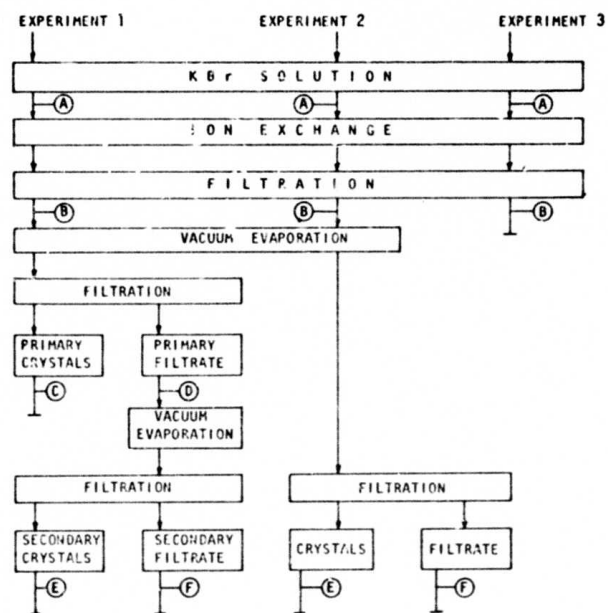 EXPERIMENT 1 EXPERIMENT 2 EXPERIMENT 3
KBr SOLUTION
A A A
ION EXCHANGE
FILTRATION
B B B
VACUUM EVAPORATION
FILTRATION
PRIMARY CRYSTALS
PRIMARY FILTRATE
C D
VACUUM EVAPORATION
FILTRATION FILTRATION
SECONDARY CRYSTALS
SECONDARY FILTRATE
CRYSTALS FILTRATE
E F E F